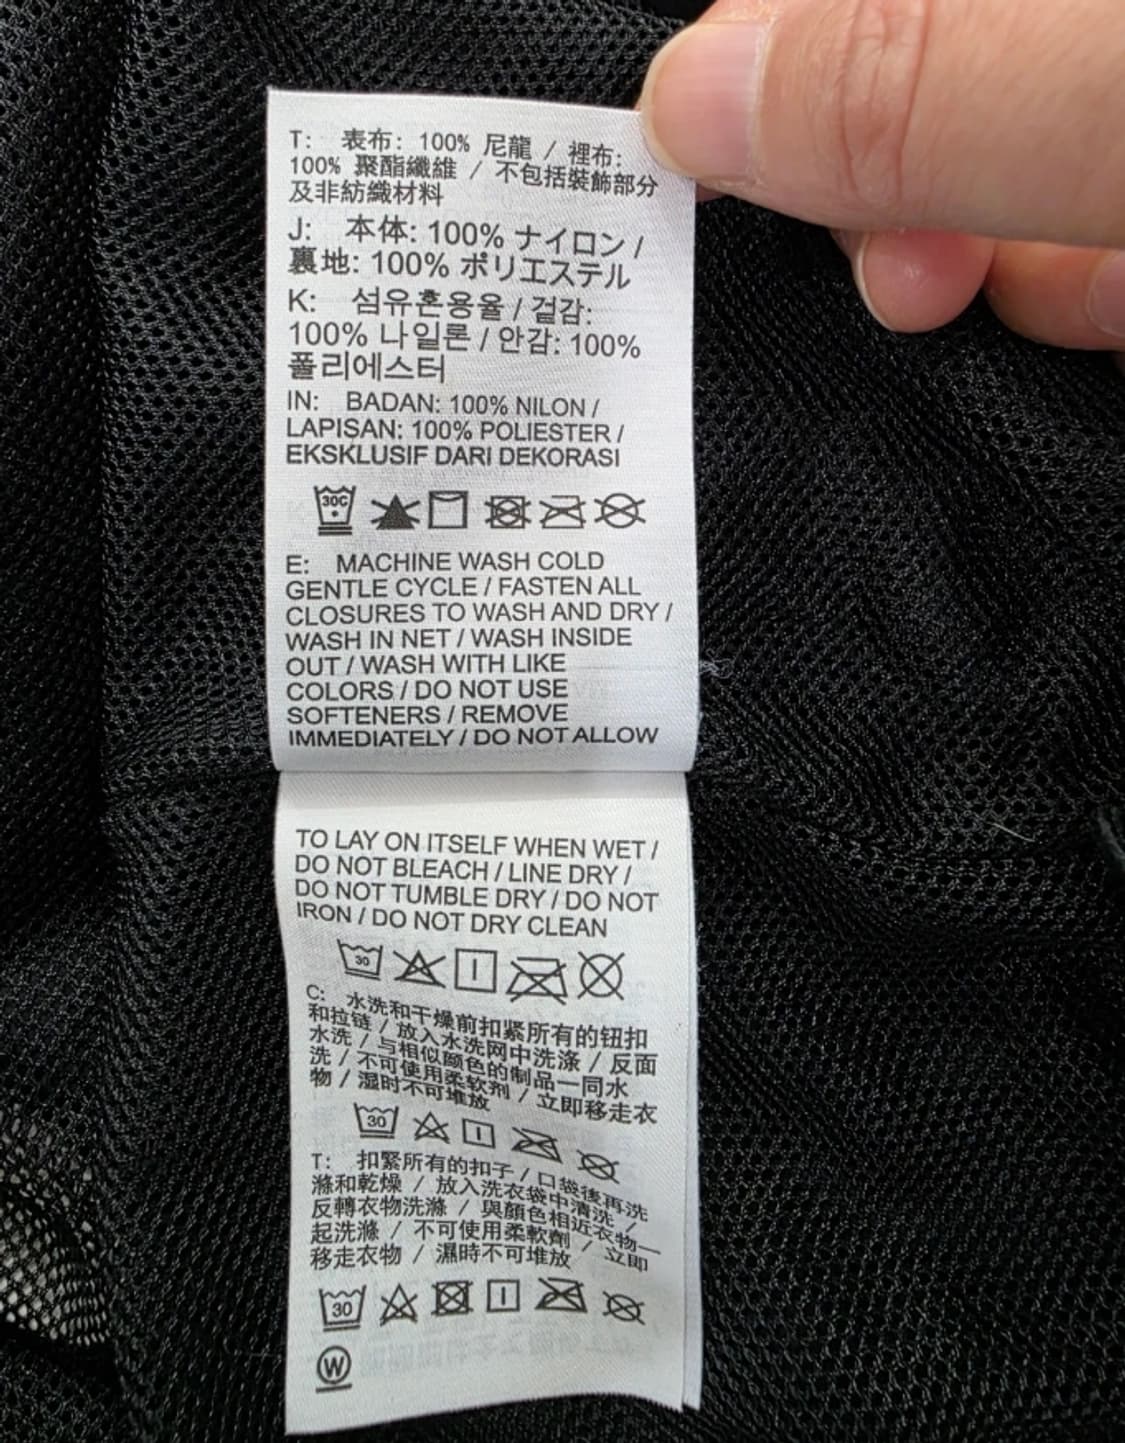 T: 表布: 100% 尼龍 / 裡布:
100% 聚酯纖維 / 不包括裝飾部分
及非紡織材料
J: 本体: 100% ナイロン /
裏地: 100% ポリエステル
K: 섬유혼용율 / 겉감:
100% 나일론 / 안감: 100%
폴리에스터
IN: BADAN: 100% NILON /
LAPISAN: 100% POLIESTER /
EKSKLUSIF DARI DEKORASI
30C
E: MACHINE WASH COLD
GENTLE CYCLE / FASTEN ALL
CLOSURES TO WASH AND DRY /
WASH IN NET / WASH INSIDE
OUT / WASH WITH LIKE
COLORS / DO NOT USE
SOFTENERS / REMOVE
IMMEDIATELY / DO NOT ALLOW
TO LAY ON ITSELF WHEN WET /
DO NOT BLEACH / LINE DRY /
DO NOT TUMBLE DRY / DO NOT
IRON / DO NOT DRY CLEAN
30
C: 水洗和干燥前扣紧所有的钮扣
和拉链 / 放入水洗网中洗涤 / 反面
水洗 / 与相似颜色的制品一同水
洗 / 不可使用柔软剂 / 立即移走衣
物 / 湿时不可堆放
30
T: 扣緊所有的扣子 / 口袋後再洗
滌和乾燥 / 放入洗衣袋中清洗 /
反轉衣物洗滌 / 與顏色相近衣物一
起洗滌 / 不可使用柔軟劑 / 立即
移走衣物 / 濕時不可堆放
30
W